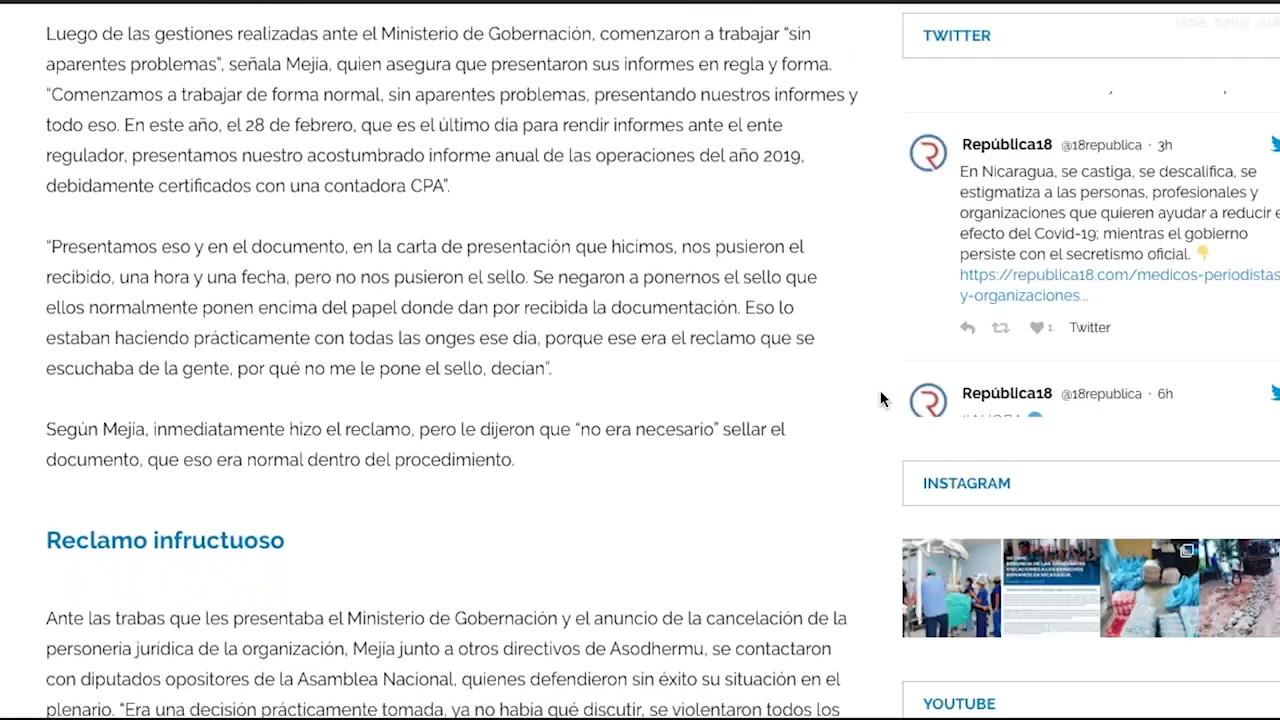 Luego de las gestiones realizadas ante el Ministerio de Gobernación, comenzaron a trabajar “sin
aparentes problemas”, señala Mejía, quien asegura que presentaron sus informes en regla y forma.
“Comenzamos a trabajar de forma normal, sin aparentes problemas, presentando nuestros informes y
todo eso. En este año, el 28 de febrero, que es el último día para rendir informes ante el ente
regulador, presentamos nuestro acostumbrado informe anual de las operaciones del año 2019,
debidamente certificados con una contadora CPA”.
“Presentamos eso y en el documento, en la carta de presentación que hicimos, nos pusieron el
recibido, una hora y una fecha, pero no nos pusieron el sello. Se negaron a ponernos el sello que
ellos normalmente ponen encima del papel donde dan por recibida la documentación. Eso lo
estaban haciendo prácticamente con todas las onges ese día, porque ese era el reclamo que se
escuchaba de la gente, por qué no me le pone el sello, decían”.
Según Mejía, inmediatamente hizo el reclamo, pero le dijeron que “no era necesario” sellar el
documento, que eso era normal dentro del procedimiento.
Reclamo infructuoso
Ante las trabas que les presentaba el Ministerio de Gobernación y el anuncio de la cancelación de la
personería jurídica de la organización, Mejía junto a otros directivos de Asodhermu, se contactaron
con diputados opositores de la Asamblea Nacional, quienes defendieron sin éxito su situación en el
plenario. “Era una decisión prácticamente tomada, ya no había qué discutir, se violentaron todos los
Hola,
TWITTER
República18 @18republica · 3h
En Nicaragua, se castiga, se descalifica, se
estigmatiza a las personas, profesionales y
organizaciones que quieren ayudar a reducir e
efecto del Covid-19; mientras el gobierno
persiste con el secretismo oficial. 👇
https://republica18.com/medicos-periodistas
y-organizaciones...
1 Twitter
República18 @18republica · 6h
INSTAGRAM
YOUTUBE